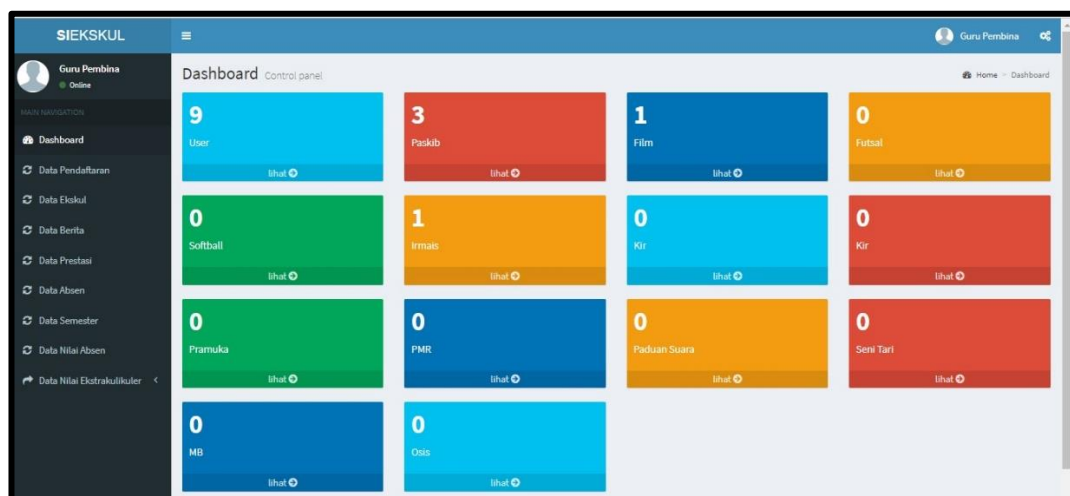 SIEKSKUL
Guru Pembina
Guru Pembina
Online
MAIN NAVIGATION
Dashboard
Data Pendaftaran
Data Ekskul
Data Berita
Data Prestasi
Data Absen
Data Semester
Data Nilai Absen
Data Nilai Ekstrakulikuler
Dashboard Control panel
Home > Dashboard
9
User
lihat
3
Paskib
lihat
1
Film
lihat
0
Futsal
lihat
0
Softball
lihat
1
Irmais
lihat
0
Kir
lihat
0
Kir
lihat
0
Pramuka
lihat
0
PMR
lihat
0
Paduan Suara
lihat
0
Seni Tari
lihat
0
MB
lihat
0
Osis
lihat